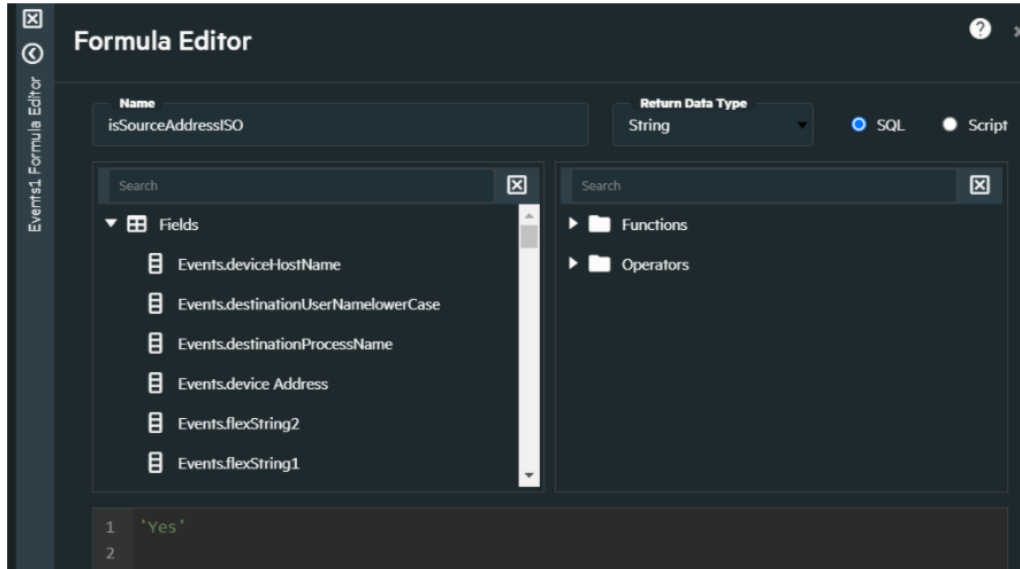 Formula Editor
?
Events1 Formula Editor
Name
isSourceAddressISO
Return Data Type
String
SQL
Script
Search
Fields
Events.deviceHostName
Events.destinationUserNamelowerCase
Events.destinationProcessName
Events.device Address
Events.flexString2
Events.flexString1
Search
Functions
Operators
1 'Yes'
2